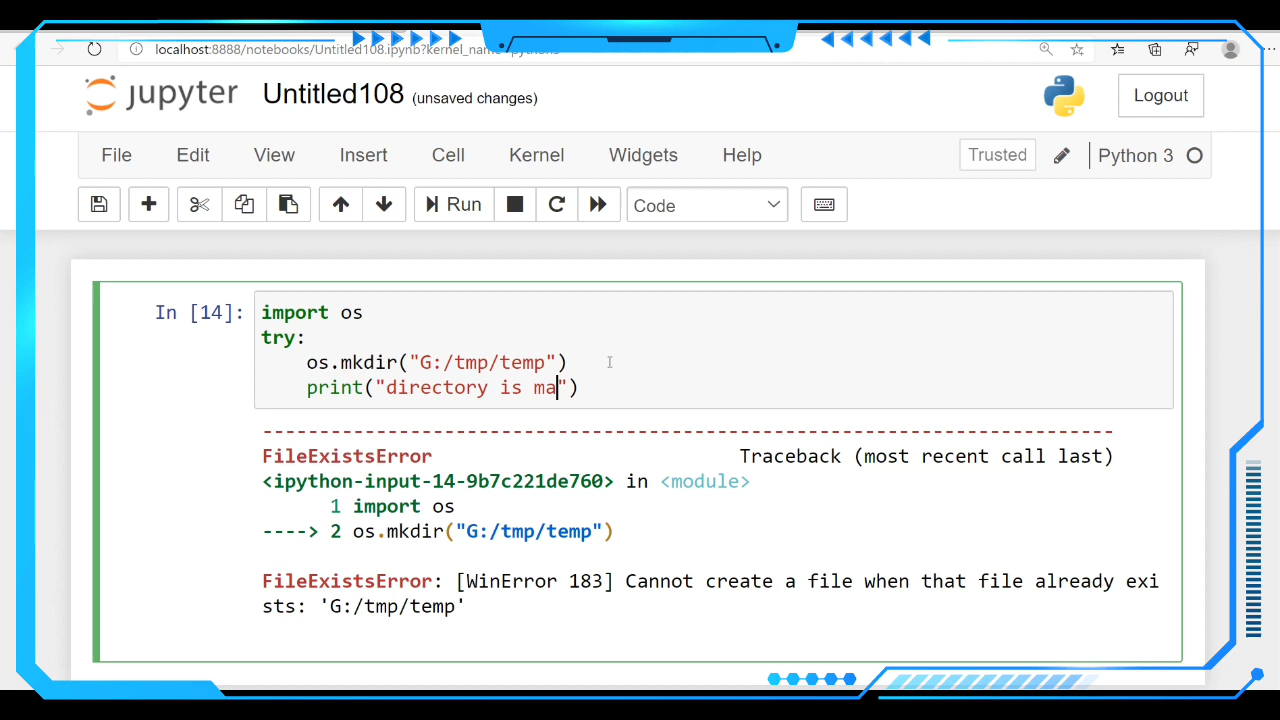 localhost:8888/notebooks/Untitled108.ipynb?kernel_name=python3
jupyter Untitled108 (unsaved changes) Logout
File Edit View Insert Cell Kernel Widgets Help Trusted Python 3
Run Code
In [14]: import os
try:
    os.mkdir("G:/tmp/temp")
    print("directory is ma")
---------------------------------------------------------------------------
FileExistsError Traceback (most recent call last)
<ipython-input-14-9b7c221de760> in <module>
      1 import os
----> 2 os.mkdir("G:/tmp/temp")
FileExistsError: [WinError 183] Cannot create a file when that file already exi
sts: 'G:/tmp/temp'